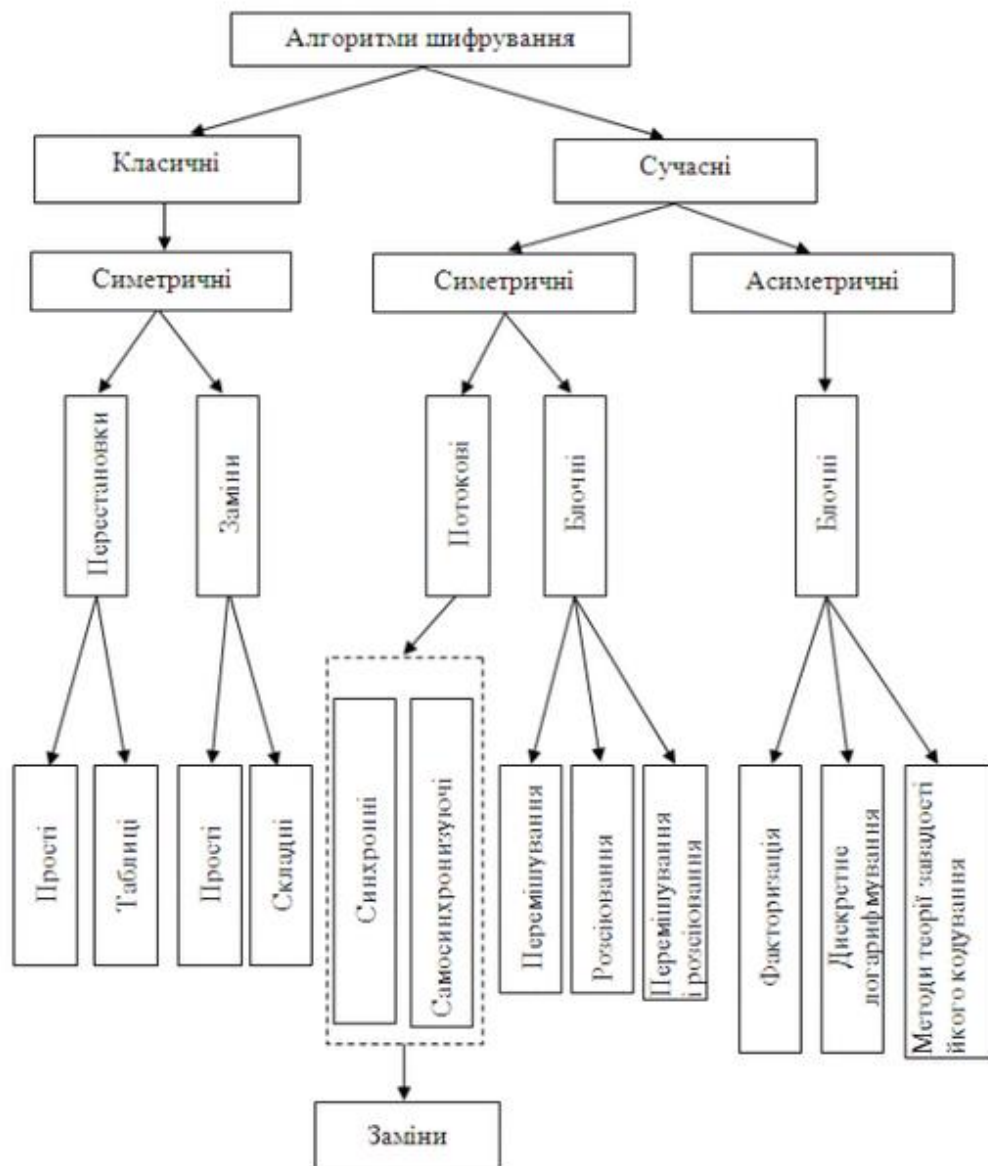 Алгоритми шифрування
Класичні
Сучасні
Симетричні
Симетричні
Асиметричні
Перестановки
Заміни
Потокові
Блочні
Блочні
Прості
Таблиці
Прості
Складні
Синхронні
Самосинхронизуючі
Перемішування
Розсіювання
Перемішування
і розсіювання
Факторизація
Дискретне
логарифмування
Методи теорії завадості
йкого кодування
Заміни